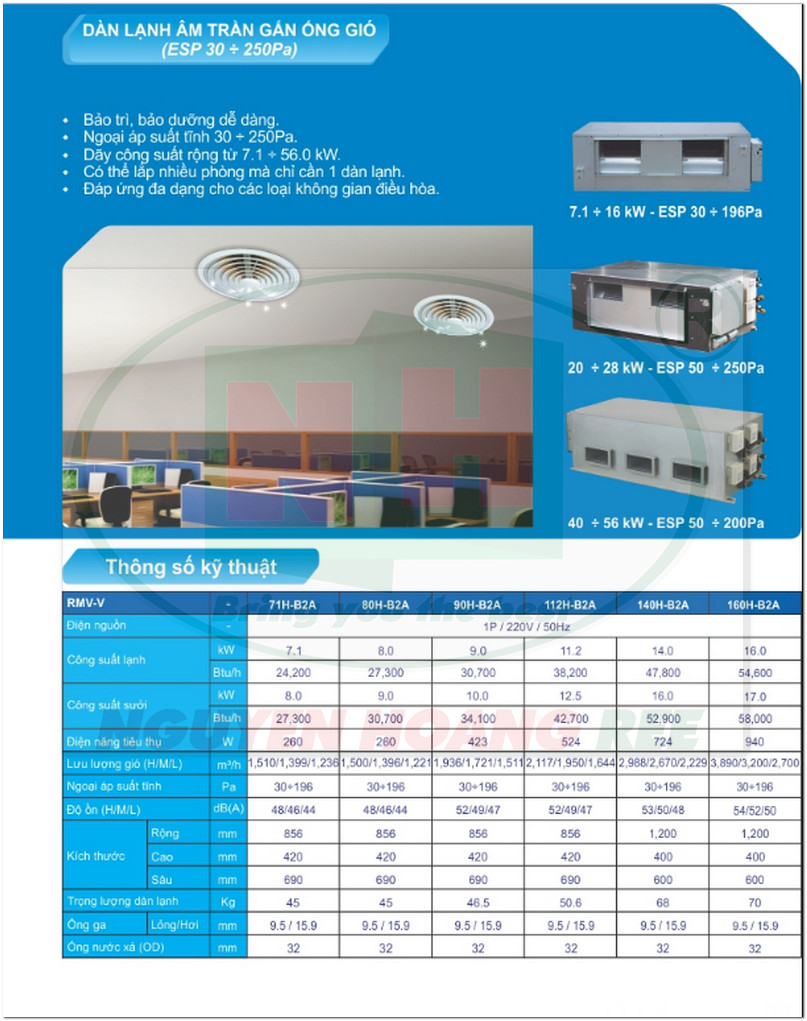 DÀN LẠNH ÂM TRẦN GẮN ỐNG GIÓ
(ESP 30 ÷ 250Pa)
• Bảo trì, bảo dưỡng dễ dàng.
• Ngoại áp suất tĩnh 30 ÷ 250Pa.
• Dãy công suất rộng từ 7.1 ÷ 56.0 kW.
• Có thể lắp nhiều phòng mà chỉ cần 1 dàn lạnh.
• Đáp ứng đa dạng cho các loại không gian điều hòa.
7.1 ÷ 16 kW - ESP 30 ÷ 196Pa
20 ÷ 28 kW - ESP 50 ÷ 250Pa
40 ÷ 56 kW - ESP 50 ÷ 200Pa
NH
Bring you the best
NGUYEN HOANG REE
Thông số kỹ thuật
RMV-V - 71H-B2A 80H-B2A 90H-B2A 112H-B2A 140H-B2A 160H-B2A
Điện nguồn - 1P / 220V / 50Hz
Công suất lạnh kW 7.1 8.0 9.0 11.2 14.0 16.0
Btu/h 24,200 27,300 30,700 38,200 47,800 54,600
Công suất sưởi kW 8.0 9.0 10.0 12.5 16.0 17.0
Btu/h 27,300 30,700 34,100 42,700 52,900 58,000
Điện năng tiêu thụ W 260 260 423 524 724 940
Lưu lượng gió (H/M/L) m³/h 1,510/1,399/1,236 1,500/1,396/1,221 1,936/1,721/1,511 2,117/1,950/1,644 2,988/2,670/2,229 3,890/3,200/2,700
Ngoại áp suất tĩnh Pa 30÷196 30÷196 30÷196 30÷196 30÷196 30÷196
Độ ồn (H/M/L) dB(A) 48/46/44 48/46/44 52/49/47 52/49/47 53/50/48 54/52/50
Kích thước Rộng mm 856 856 856 856 1,200 1,200
Cao mm 420 420 420 420 400 400
Sâu mm 690 690 690 690 600 600
Trọng lượng dàn lạnh Kg 45 45 46.5 50.6 68 70
Ống ga Lỏng/Hơi mm 9.5 / 15.9 9.5 / 15.9 9.5 / 15.9 9.5 / 15.9 9.5 / 15.9 9.5 / 15.9
Ống nước xả (OD) mm 32 32 32 32 32 32